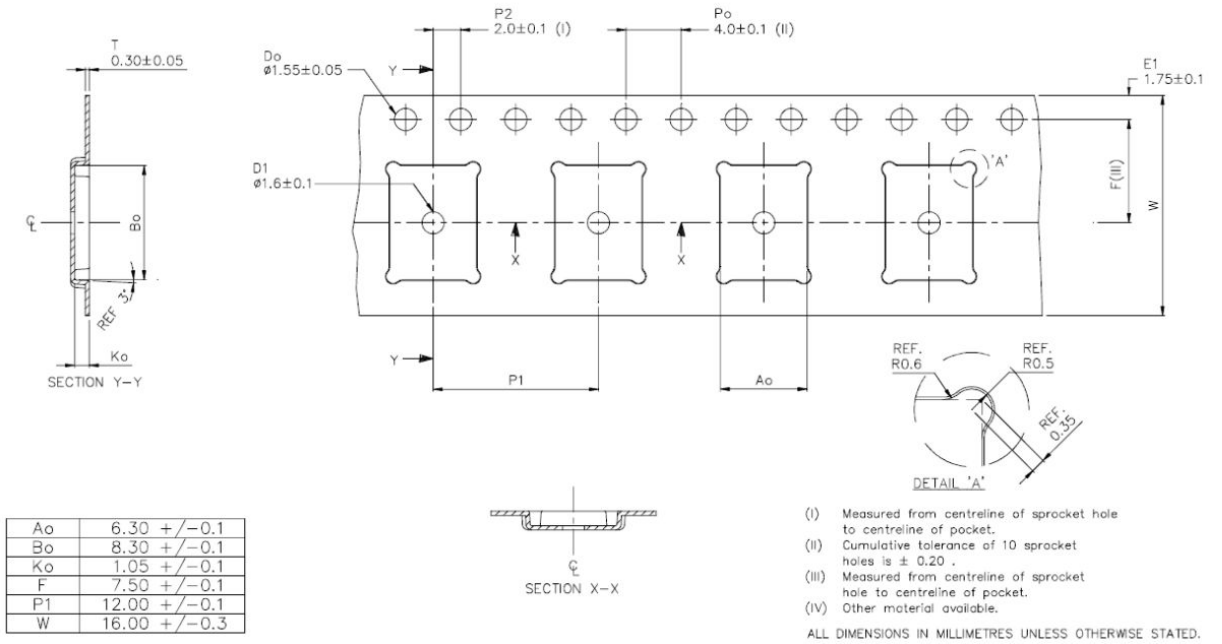 P2
2.0±0.1 (I)
Po
4.0±0.1 (II)
T
0.30±0.05
Do
ø1.55±0.05
Y
E1
1.75±0.1
D1
ø1.6±0.1
'A'
F(III)
W
Bo
℄
X
X
REF 3°
Ko
SECTION Y-Y
Y
P1
Ao
REF.
R0.6
REF.
R0.5
REF.
0.35
DETAIL 'A'
Ao 6.30 +/-0.1
Bo 8.30 +/-0.1
Ko 1.05 +/-0.1
F 7.50 +/-0.1
P1 12.00 +/-0.1
W 16.00 +/-0.3
℄
SECTION X-X
(I) Measured from centreline of sprocket hole
to centreline of pocket.
(II) Cumulative tolerance of 10 sprocket
holes is ± 0.20 .
(III) Measured from centreline of sprocket
hole to centreline of pocket.
(IV) Other material available.
ALL DIMENSIONS IN MILLIMETRES UNLESS OTHERWISE STATED.